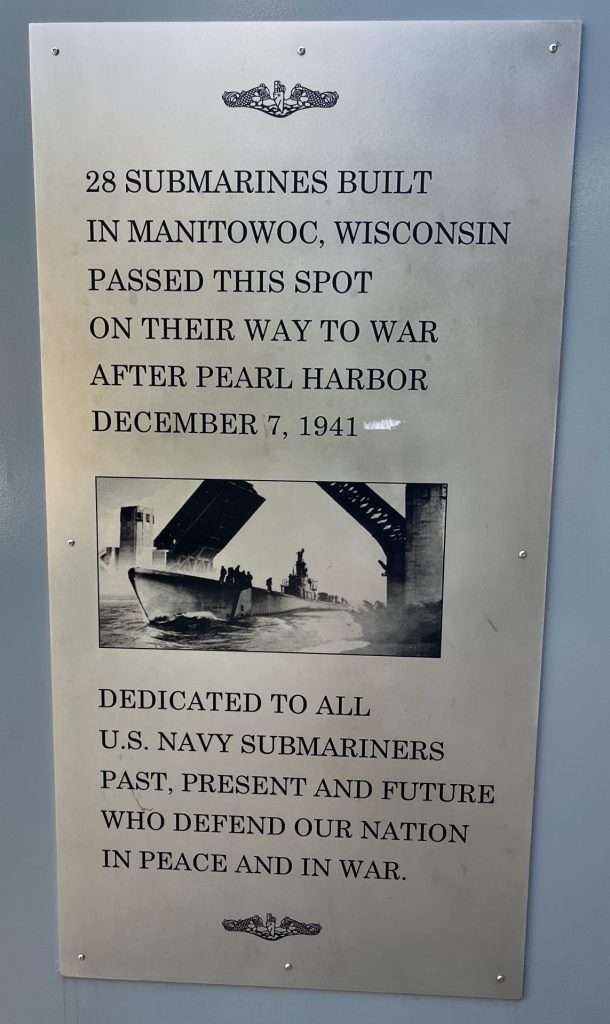 28 SUBMARINES BUILT
IN MANITOWOC, WISCONSIN
PASSED THIS SPOT
ON THEIR WAY TO WAR
AFTER PEARL HARBOR
DECEMBER 7, 1941
DEDICATED TO ALL
U.S. NAVY SUBMARINERS
PAST, PRESENT AND FUTURE
WHO DEFEND OUR NATION
IN PEACE AND IN WAR.